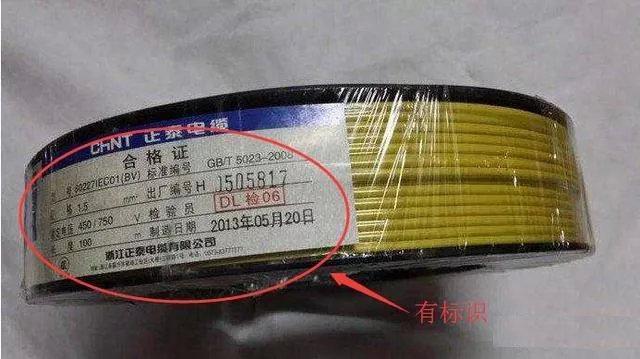 CHNT 正泰电缆
合格证
型 号 60227IEC01(BV) 标准编号 GB/T 5023-2008
规 格 1.5 mm² 出厂编号 H 1505817
额定电压 450/750 V 检验员 DL检06
长 度 100 m 制造日期 2013年05月20日
浙江正泰电缆有限公司
有标识